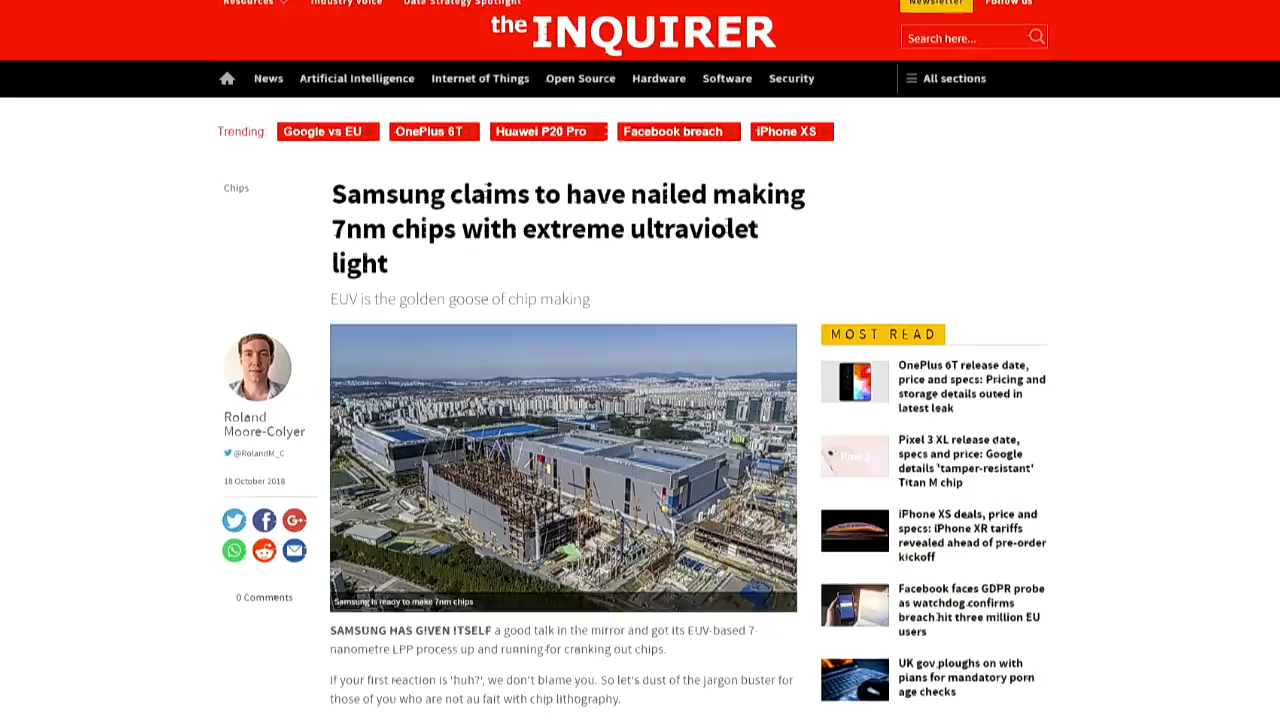 Resources
Industry Voice
Data Strategy Spotlight
Newsletter
Follow us
the INQUIRER
Search here...
News
Artificial Intelligence
Internet of Things
Open Source
Hardware
Software
Security
All sections
Trending:
Google vs EU
OnePlus 6T
Huawei P20 Pro
Facebook breach
iPhone XS
Chips
Samsung claims to have nailed making
7nm chips with extreme ultraviolet
light
EUV is the golden goose of chip making
Roland
Moore-Colyer
@RolandM_C
18 October 2018
0 Comments
Samsung is ready to make 7nm chips
SAMSUNG HAS GIVEN ITSELF a good talk in the mirror and got its EUV-based 7-
nanometre LPP process up and running for cranking out chips.
If your first reaction is 'huh?', we don't blame you. So let's dust of the jargon buster for
those of you who are not au fait with chip lithography.
MOST READ
OnePlus 6T release date,
price and specs: Pricing and
storage details outed in
latest leak
Pixel 3
Pixel 3 XL release date,
specs and price: Google
details 'tamper-resistant'
Titan M chip
iPhone XS deals, price and
specs: iPhone XR tariffs
revealed ahead of pre-order
kickoff
Facebook faces GDPR probe
as watchdog confirms
breach hit three million EU
users
UK gov ploughs on with
plans for mandatory porn
age checks